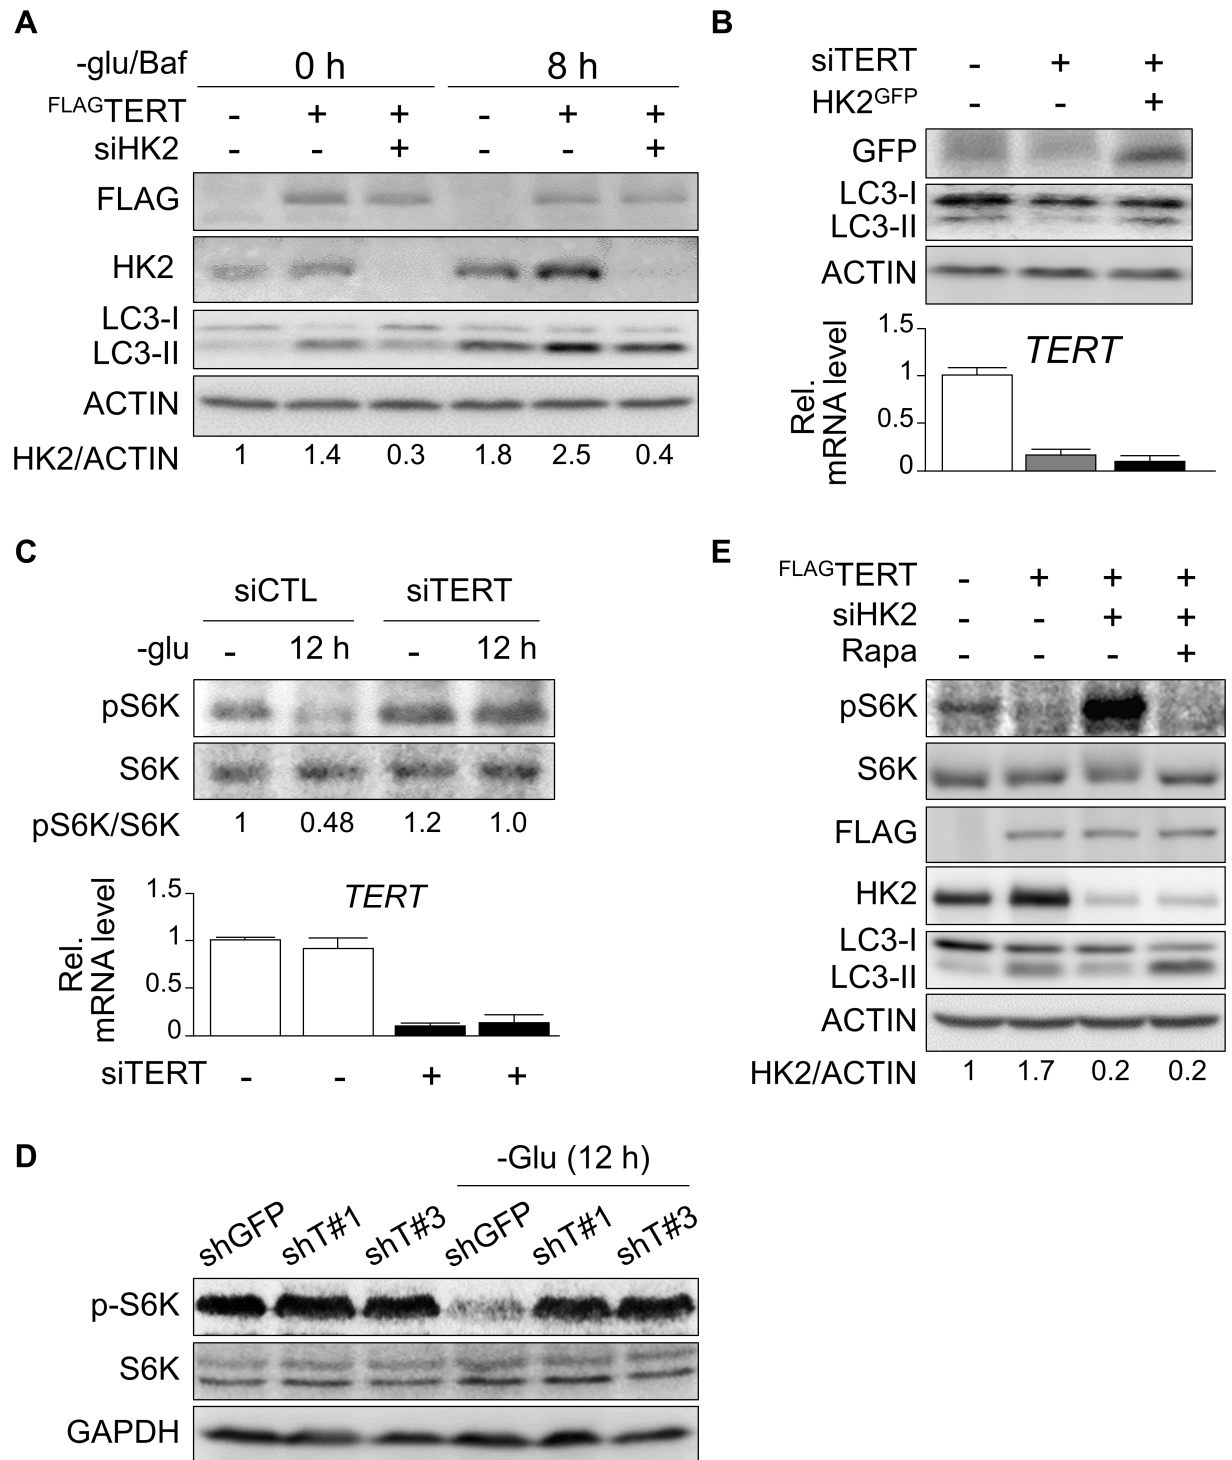 A
-glu/Baf 0 h 8 h
FLAGTERT - + + - + +
siHK2 - - + - - +
FLAG
HK2
LC3-I
LC3-II
ACTIN
HK2/ACTIN 1 1.4 0.3 1.8 2.5 0.4
B
siTERT - + +
HK2GFP - - +
GFP
LC3-I
LC3-II
ACTIN
Rel.
mRNA level
1.5
1
0.5
0
TERT
C
siCTL siTERT
-glu - 12 h - 12 h
pS6K
S6K
pS6K/S6K 1 0.48 1.2 1.0
Rel.
mRNA level
1.5
1
0.5
0
TERT
siTERT - - + +
E
FLAGTERT - + + +
siHK2 - - + +
Rapa - - - +
pS6K
S6K
FLAG
HK2
LC3-I
LC3-II
ACTIN
HK2/ACTIN 1 1.7 0.2 0.2
D
-Glu (12 h)
shGFP shT#1 shT#3 shGFP shT#1 shT#3
p-S6K
S6K
GAPDH